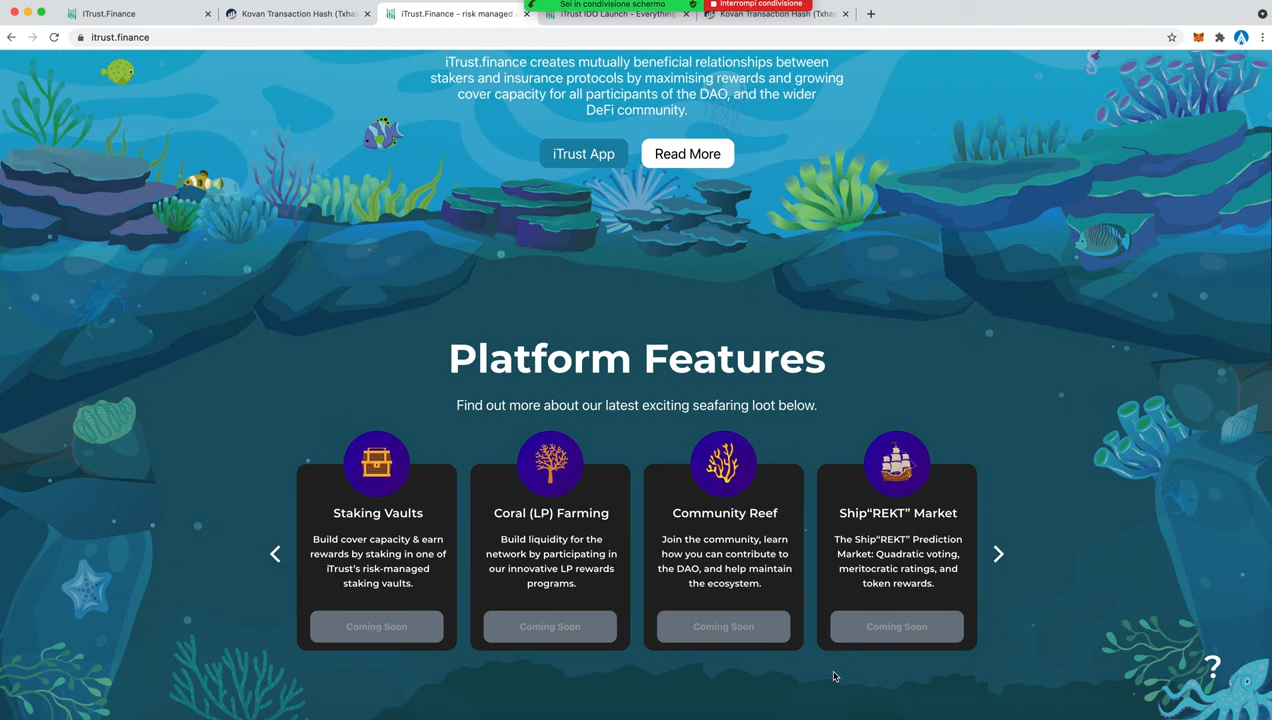 Sei in condivisione schermo
Interrompi condivisione
iTrust.Finance
Kovan Transaction Hash (Txhas
iTrust.Finance - risk managed
iTrust IDO Launch - Everything
Kovan Transaction Hash (Txhas
itrust.finance
iTrust.finance creates mutually beneficial relationships between
stakers and insurance protocols by maximising rewards and growing
cover capacity for all participants of the DAO, and the wider
DeFi community.
iTrust App
Read More
Platform Features
Find out more about our latest exciting seafaring loot below.
Staking Vaults
Build cover capacity & earn
rewards by staking in one of
iTrust’s risk-managed
staking vaults.
Coming Soon
Coral (LP) Farming
Build liquidity for the
network by participating in
our innovative LP rewards
programs.
Coming Soon
Community Reef
Join the community, learn
how you can contribute to
the DAO, and help maintain
the ecosystem.
Coming Soon
Ship“REKT” Market
The Ship“REKT” Prediction
Market: Quadratic voting,
meritocratic ratings, and
token rewards.
Coming Soon
?